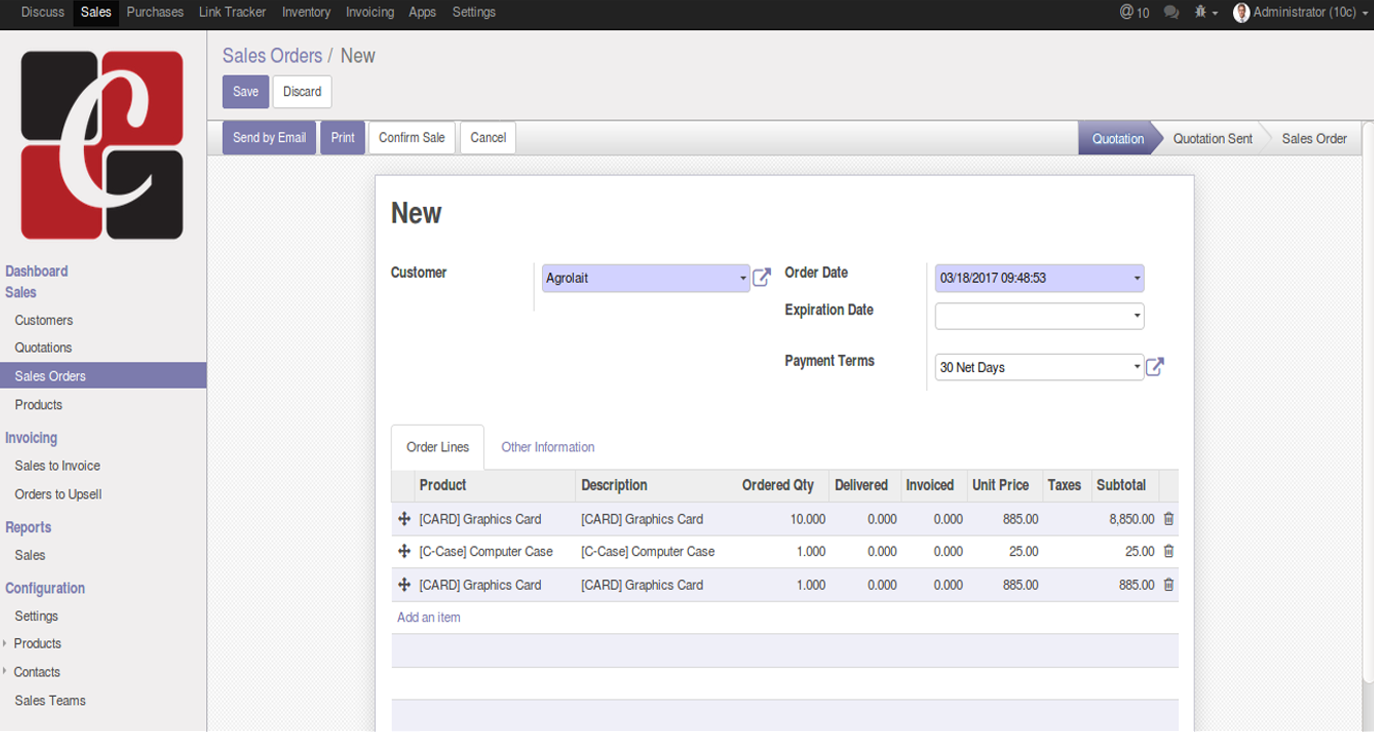 Discuss Sales Purchases Link Tracker Inventory Invoicing Apps Settings @ 10 Administrator (10c)
C
Sales Orders / New
Save Discard
Send by Email Print Confirm Sale Cancel Quotation Quotation Sent Sales Order
Dashboard
Sales
Customers
Quotations
Sales Orders
Products
Invoicing
Sales to Invoice
Orders to Upsell
Reports
Sales
Configuration
Settings
Products
Contacts
Sales Teams
New
Customer Agrolait Order Date 03/18/2017 09:48:53
Expiration Date
Payment Terms 30 Net Days
Order Lines Other Information
Product Description Ordered Qty Delivered Invoiced Unit Price Taxes Subtotal
[CARD] Graphics Card [CARD] Graphics Card 10.000 0.000 0.000 885.00 8,850.00
[C-Case] Computer Case [C-Case] Computer Case 1.000 0.000 0.000 25.00 25.00
[CARD] Graphics Card [CARD] Graphics Card 1.000 0.000 0.000 885.00 885.00
Add an item